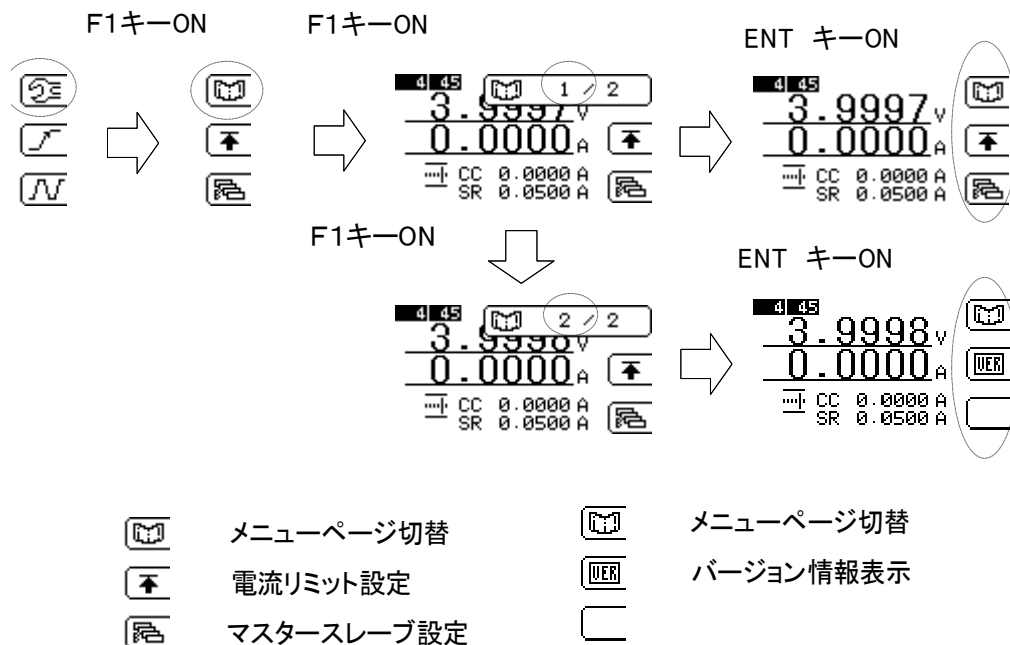 F1キーON
F1キーON
ENT キーON
4 45
1 / 2
3.9997 V
0.0000 A
CC 0.0000 A
SR 0.0500 A
4 45
3.9997 V
0.0000 A
CC 0.0000 A
SR 0.0500 A
F1キーON
ENT キーON
4 45
2 / 2
3.9998 V
0.0000 A
CC 0.0000 A
SR 0.0500 A
4 45
3.9998 V
0.0000 A
VER
CC 0.0000 A
SR 0.0500 A
メニューページ切替
電流リミット設定
マスタースレーブ設定
メニューページ切替
VER バージョン情報表示